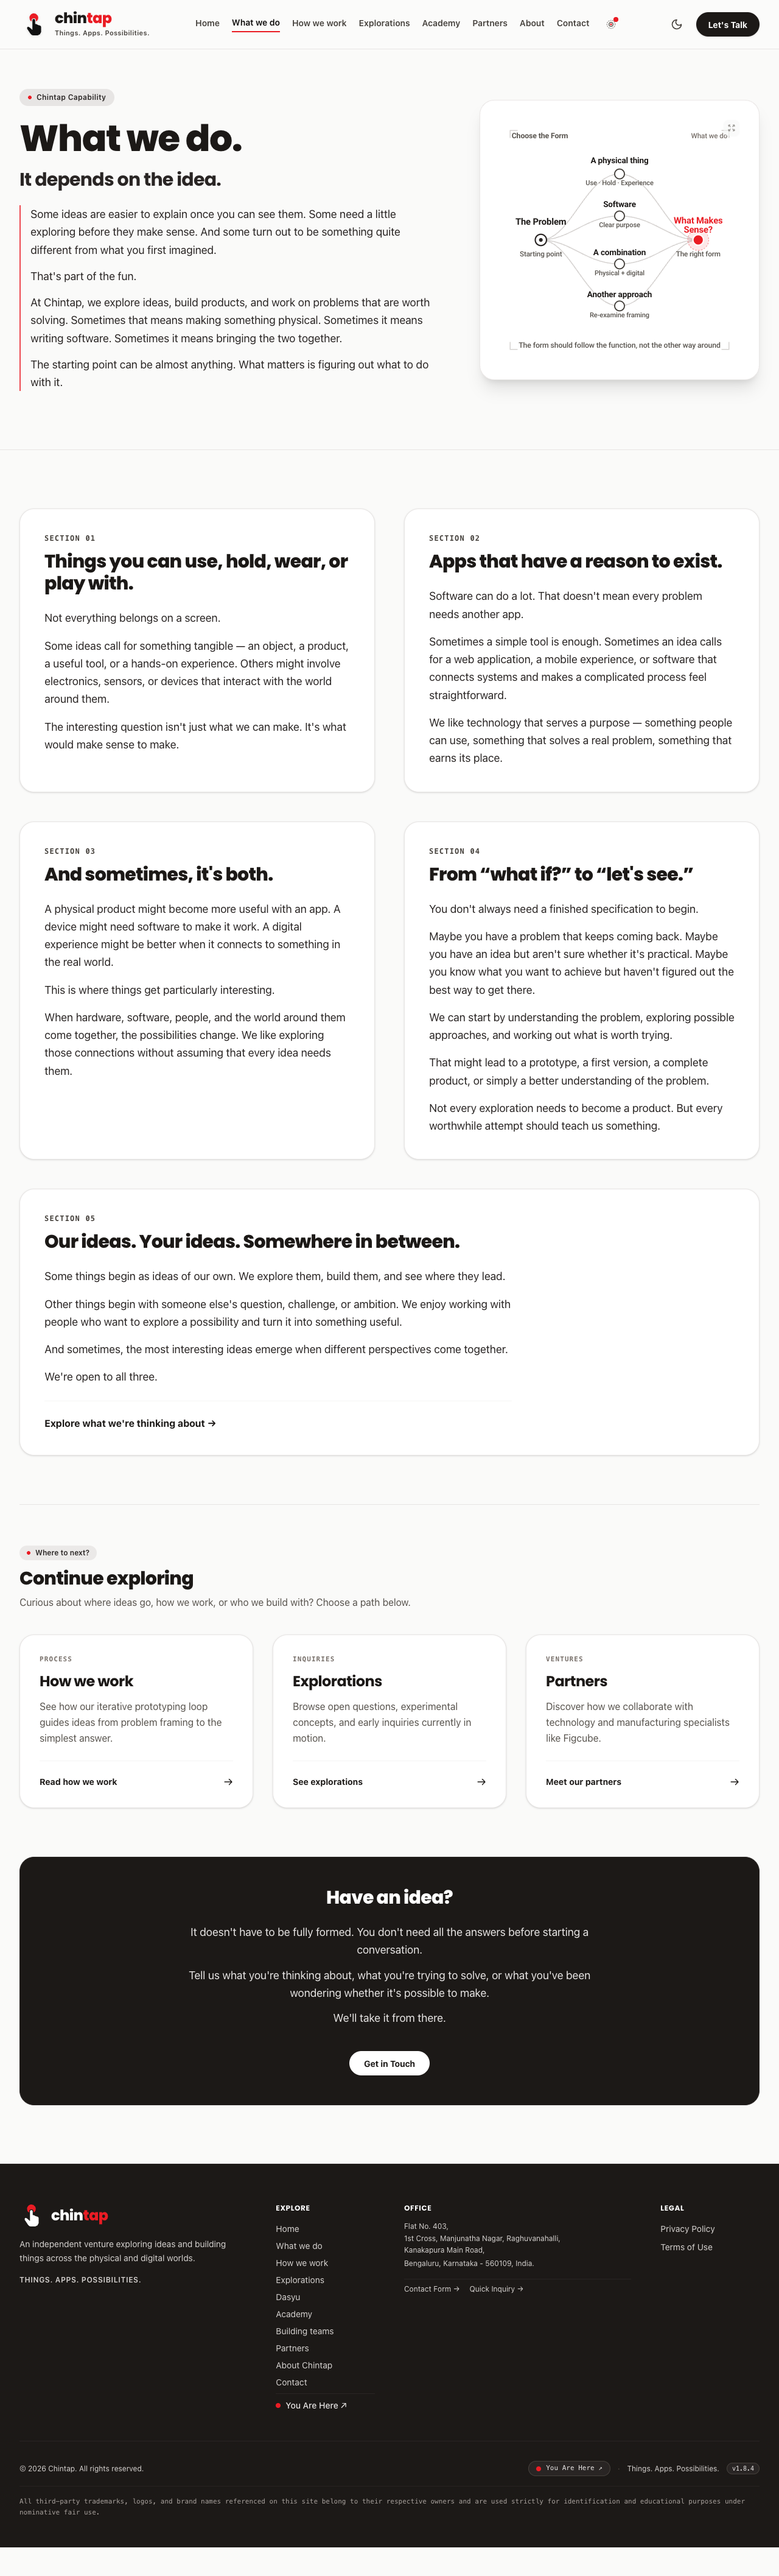 chintap
Things. Apps. Possibilities.
Home
What we do
How we work
Explorations
Academy
Partners
About
Contact
Let's Talk
Chintap Capability
What we do.
It depends on the idea.
Some ideas are easier to explain once you can see them. Some need a little
exploring before they make sense. And some turn out to be something quite
different from what you first imagined.
That's part of the fun.
At Chintap, we explore ideas, build products, and work on problems that are worth
solving. Sometimes that means making something physical. Sometimes it means
writing software. Sometimes it means bringing the two together.
The starting point can be almost anything. What matters is figuring out what to do
with it.
Choose the Form
What we do
A physical thing
Use · Hold · Experience
Software
Clear purpose
The Problem
Starting point
What Makes
Sense?
The right form
A combination
Physical + digital
Another approach
Re-examine framing
The form should follow the function, not the other way around
SECTION 01
Things you can use, hold, wear, or
play with.
Not everything belongs on a screen.
Some ideas call for something tangible — an object, a product,
a useful tool, or a hands-on experience. Others might involve
electronics, sensors, or devices that interact with the world
around them.
The interesting question isn't just what we can make. It's what
would make sense to make.
SECTION 02
Apps that have a reason to exist.
Software can do a lot. That doesn't mean every problem
needs another app.
Sometimes a simple tool is enough. Sometimes an idea calls
for a web application, a mobile experience, or software that
connects systems and makes a complicated process feel
straightforward.
We like technology that serves a purpose — something people
can use, something that solves a real problem, something that
earns its place.
SECTION 03
And sometimes, it's both.
A physical product might become more useful with an app. A
device might need software to make it work. A digital
experience might be better when it connects to something in
the real world.
This is where things get particularly interesting.
When hardware, software, people, and the world around them
come together, the possibilities change. We like exploring
those connections without assuming that every idea needs
them.
SECTION 04
From “what if?” to “let's see.”
You don't always need a finished specification to begin.
Maybe you have a problem that keeps coming back. Maybe
you have an idea but aren't sure whether it's practical. Maybe
you know what you want to achieve but haven't figured out the
best way to get there.
We can start by understanding the problem, exploring possible
approaches, and working out what is worth trying.
That might lead to a prototype, a first version, a complete
product, or simply a better understanding of the problem.
Not every exploration needs to become a product. But every
worthwhile attempt should teach us something.
SECTION 05
Our ideas. Your ideas. Somewhere in between.
Some things begin as ideas of our own. We explore them, build them, and see where they lead.
Other things begin with someone else's question, challenge, or ambition. We enjoy working with
people who want to explore a possibility and turn it into something useful.
And sometimes, the most interesting ideas emerge when different perspectives come together.
We're open to all three.
Explore what we're thinking about →
Where to next?
Continue exploring
Curious about where ideas go, how we work, or who we build with? Choose a path below.
PROCESS
How we work
See how our iterative prototyping loop
guides ideas from problem framing to the
simplest answer.
Read how we work →
INQUIRIES
Explorations
Browse open questions, experimental
concepts, and early inquiries currently in
motion.
See explorations →
VENTURES
Partners
Discover how we collaborate with
technology and manufacturing specialists
like Figcube.
Meet our partners →
Have an idea?
It doesn't have to be fully formed. You don't need all the answers before starting a
conversation.
Tell us what you're thinking about, what you're trying to solve, or what you've been
wondering whether it's possible to make.
We'll take it from there.
Get in Touch
chintap
An independent venture exploring ideas and building
things across the physical and digital worlds.
THINGS. APPS. POSSIBILITIES.
EXPLORE
Home
What we do
How we work
Explorations
Dasyu
Academy
Building teams
Partners
About Chintap
Contact
You Are Here ↗
OFFICE
Flat No. 403,
1st Cross, Manjunatha Nagar, Raghuvanahalli,
Kanakapura Main Road,
Bengaluru, Karnataka - 560109, India.
Contact Form →
Quick Inquiry →
LEGAL
Privacy Policy
Terms of Use
© 2026 Chintap. All rights reserved.
You Are Here ↗
Things. Apps. Possibilities.
v1.8.4
All third-party trademarks, logos, and brand names referenced on this site belong to their respective owners and are used strictly for identification and educational purposes under
nominative fair use.